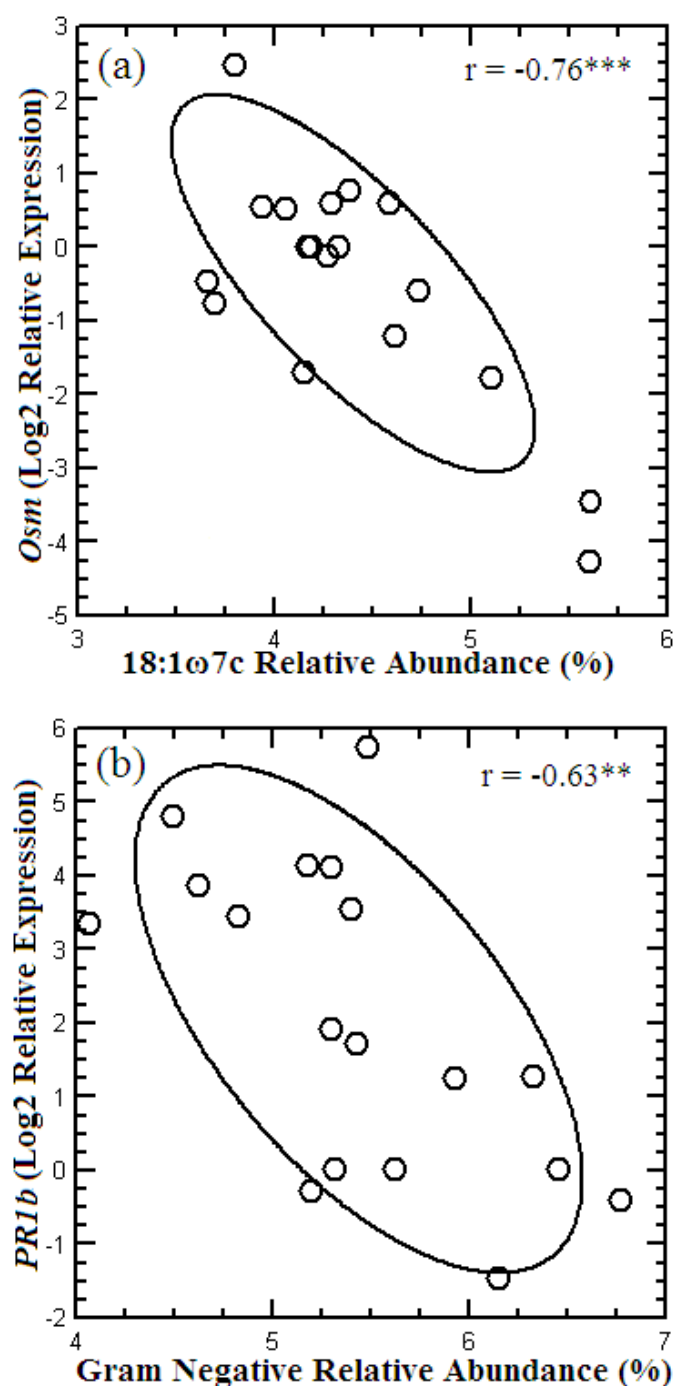 (a)
r = -0.76***
3
2
1
0
-1
-2
-3
-4
-5
Osm (Log2 Relative Expression)
3 4 5 6
18:1ω7c Relative Abundance (%)
(b)
r = -0.63**
6
5
4
3
2
1
0
-1
-2
PR1b (Log2 Relative Expression)
4 5 6 7
Gram Negative Relative Abundance (%)